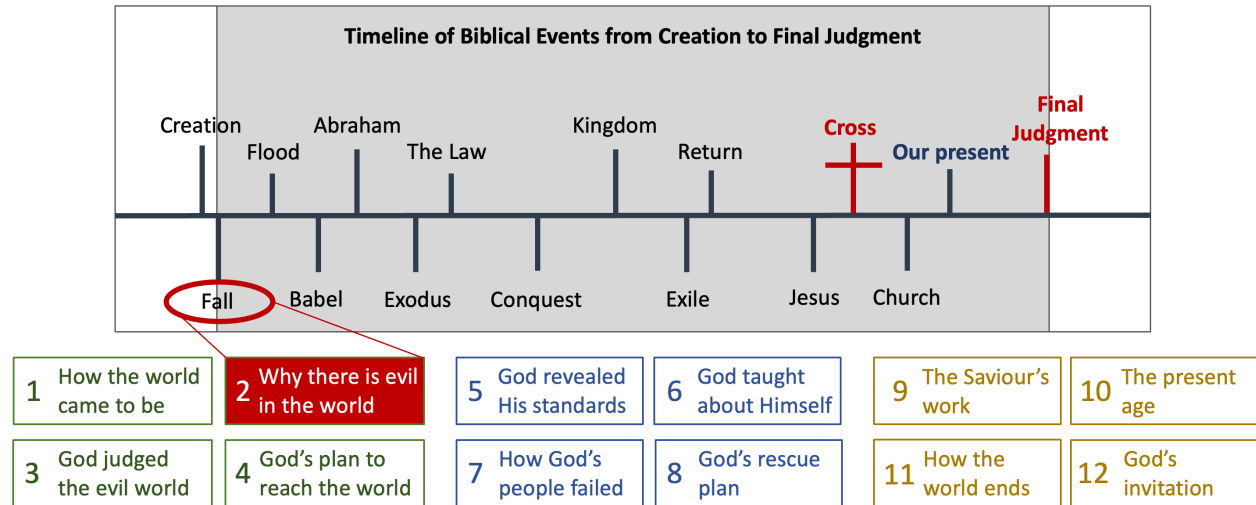 Timeline of Biblical Events from Creation to Final Judgment
Creation
Flood
Abraham
The Law
Kingdom
Return
Cross
Our present
Final
Judgment
Fall
Babel
Exodus
Conquest
Exile
Jesus
Church
1 How the world
came to be
2 Why there is evil
in the world
3 God judged
the evil world
4 God’s plan to
reach the world
5 God revealed
His standards
6 God taught
about Himself
7 How God’s
people failed
8 God’s rescue
plan
9 The Saviour’s
work
10 The present
age
11 How the
world ends
12 God’s
invitation